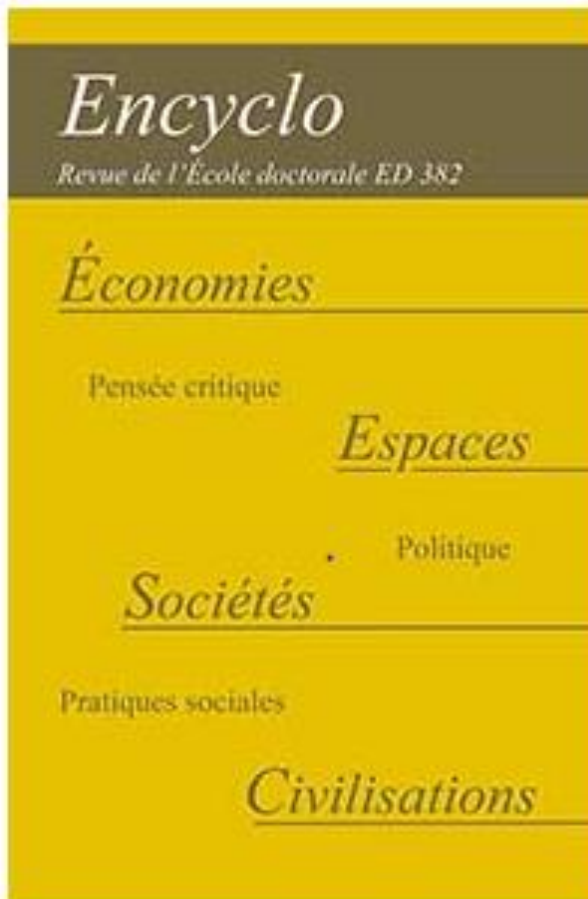 Encyclo
Revue de l'École doctorale ED 382
Économies
Pensée critique
Espaces
Politique
Sociétés
Pratiques sociales
Civilisations